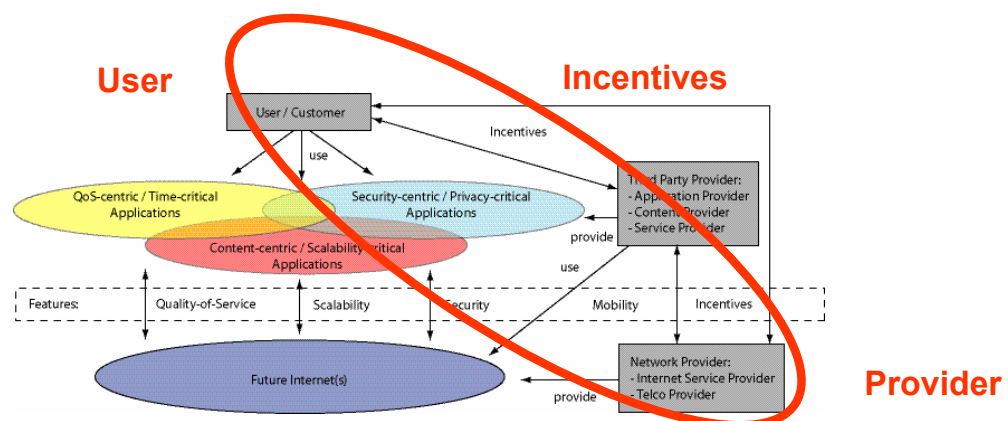 User
Incentives
User / Customer
Incentives
use
Third Party Provider:
- Application Provider
- Content Provider
- Service Provider
QoS-centric / Time-critical
Applications
Security-centric / Privacy-critical
Applications
provide
Content-centric / Scalability-critical
Applications
use
Features:
Quality-of-Service
Scalability
Security
Mobility
Incentives
Network Provider:
- Internet Service Provider
- Telco Provider
Future Internet(s)
provide
Provider